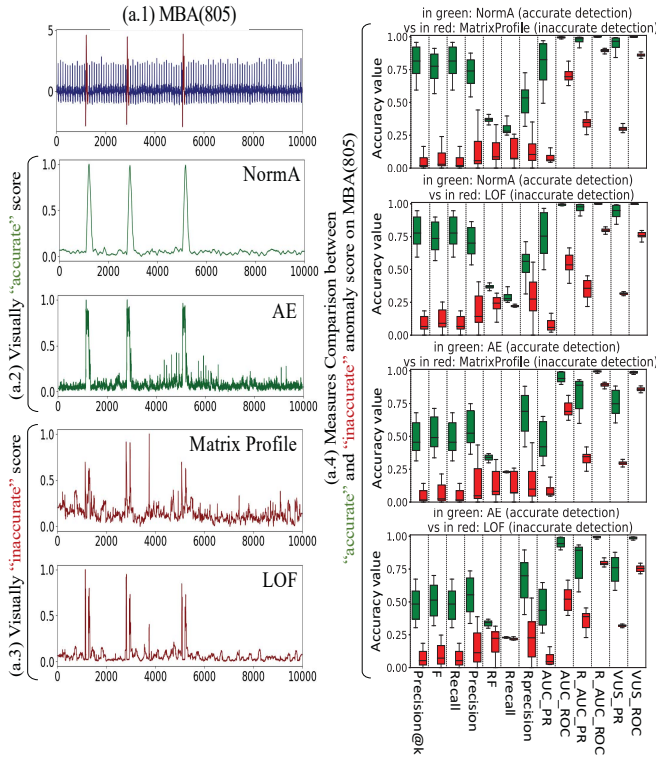 (a.1) MBA(805)
5
0
0
2000
4000
6000
8000
10000
(a.2) Visually “accurate” score
NormA
1.0
0.5
0.0
0
2000
4000
6000
8000
10000
AE
1.0
0.5
0.0
0
2000
4000
6000
8000
10000
(a.3) Visually “inaccurate” score
Matrix Profile
1.0
0.5
0.0
0
2000
4000
6000
8000
10000
LOF
1.0
0.5
0.0
0
2000
4000
6000
8000
10000
(a.4) Measures Comparison between
“accurate” and “inaccurate” anomaly score on MBA(805)
in green: NormA (accurate detection)
vs in red: MatrixProfile (inaccurate detection)
Accuracy value
1.00
0.75
0.50
0.25
0.00
in green: NormA (accurate detection)
vs in red: LOF (inaccurate detection)
Accuracy value
1.00
0.75
0.50
0.25
0.00
in green: AE (accurate detection)
vs in red: MatrixProfile (inaccurate detection)
Accuracy value
1.00
0.75
0.50
0.25
0.00
in green: AE (accurate detection)
vs in red: LOF (inaccurate detection)
Accuracy value
1.00
0.75
0.50
0.25
0.00
Precision@k
F
Recall
Precision
RF
Rrecall
Rprecision
AUC_PR
AUC_ROC
R_AUC_PR
R_AUC_ROC
VUS_PR
VUS_ROC